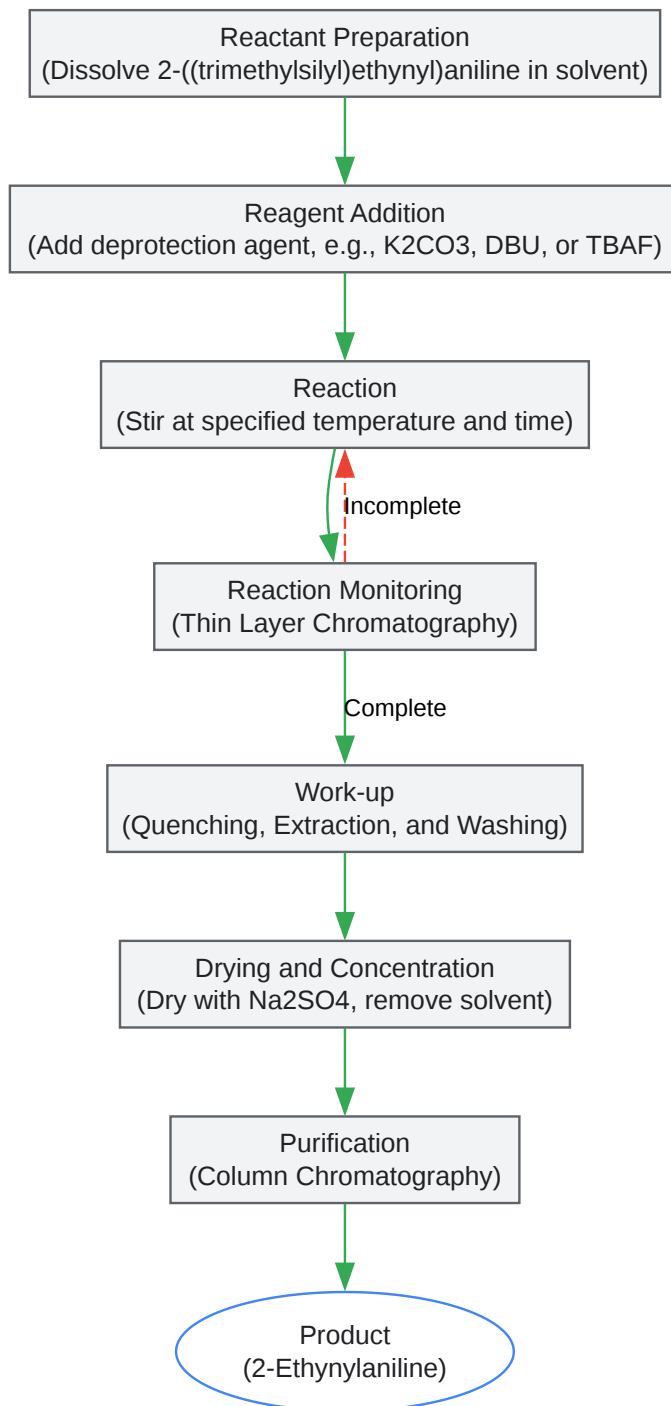 Reactant Preparation
(Dissolve 2-((trimethylsilyl)ethynyl)aniline in solvent)
Reagent Addition
(Add deprotection agent, e.g., K2CO3, DBU, or TBAF)
Reaction
(Stir at specified temperature and time)
Incomplete
Reaction Monitoring
(Thin Layer Chromatography)
Complete
Work-up
(Quenching, Extraction, and Washing)
Drying and Concentration
(Dry with Na2SO4, remove solvent)
Purification
(Column Chromatography)
Product
(2-Ethynylaniline)